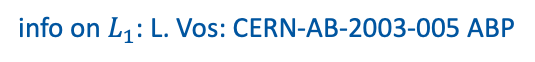 info on L₁: L. Vos: CERN-AB-2003-005 ABP